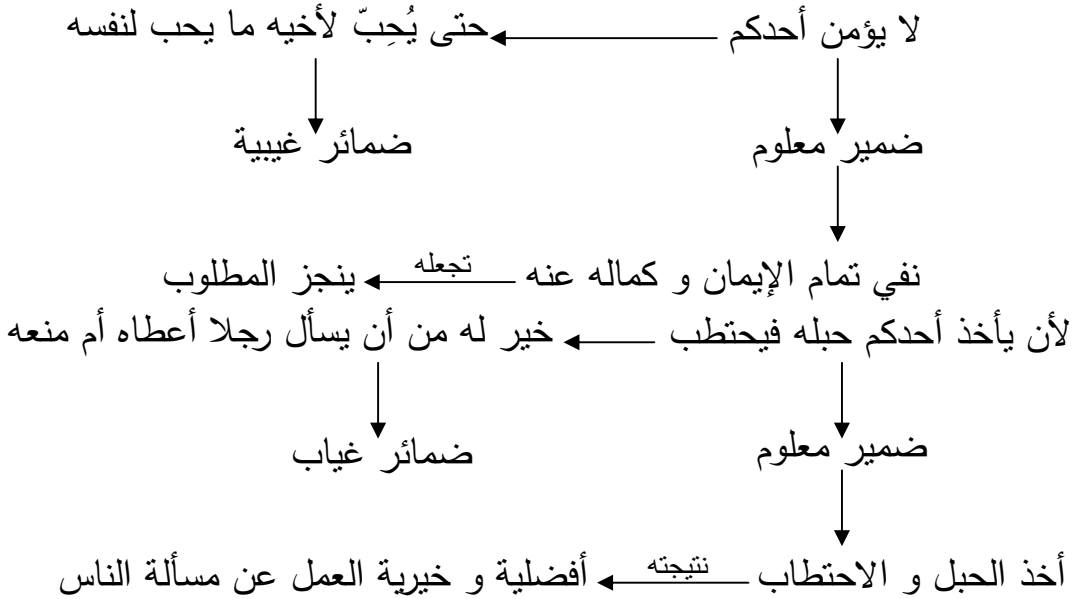 لا يؤمن أحدكم حتى يُحِبّ لأخيه ما يحب لنفسه
ضمير معلوم ضمائر غيبية
نفي تمام الإيمان و كماله عنه تجعله ينجز المطلوب
لأن يأخذ أحدكم حبله فيحتطب خير له من أن يسأل رجلا أعطاه أم منعه
ضمير معلوم ضمائر غياب
أخذ الحبل و الاحتطاب نتيجته أفضلية و خيرية العمل عن مسألة الناس